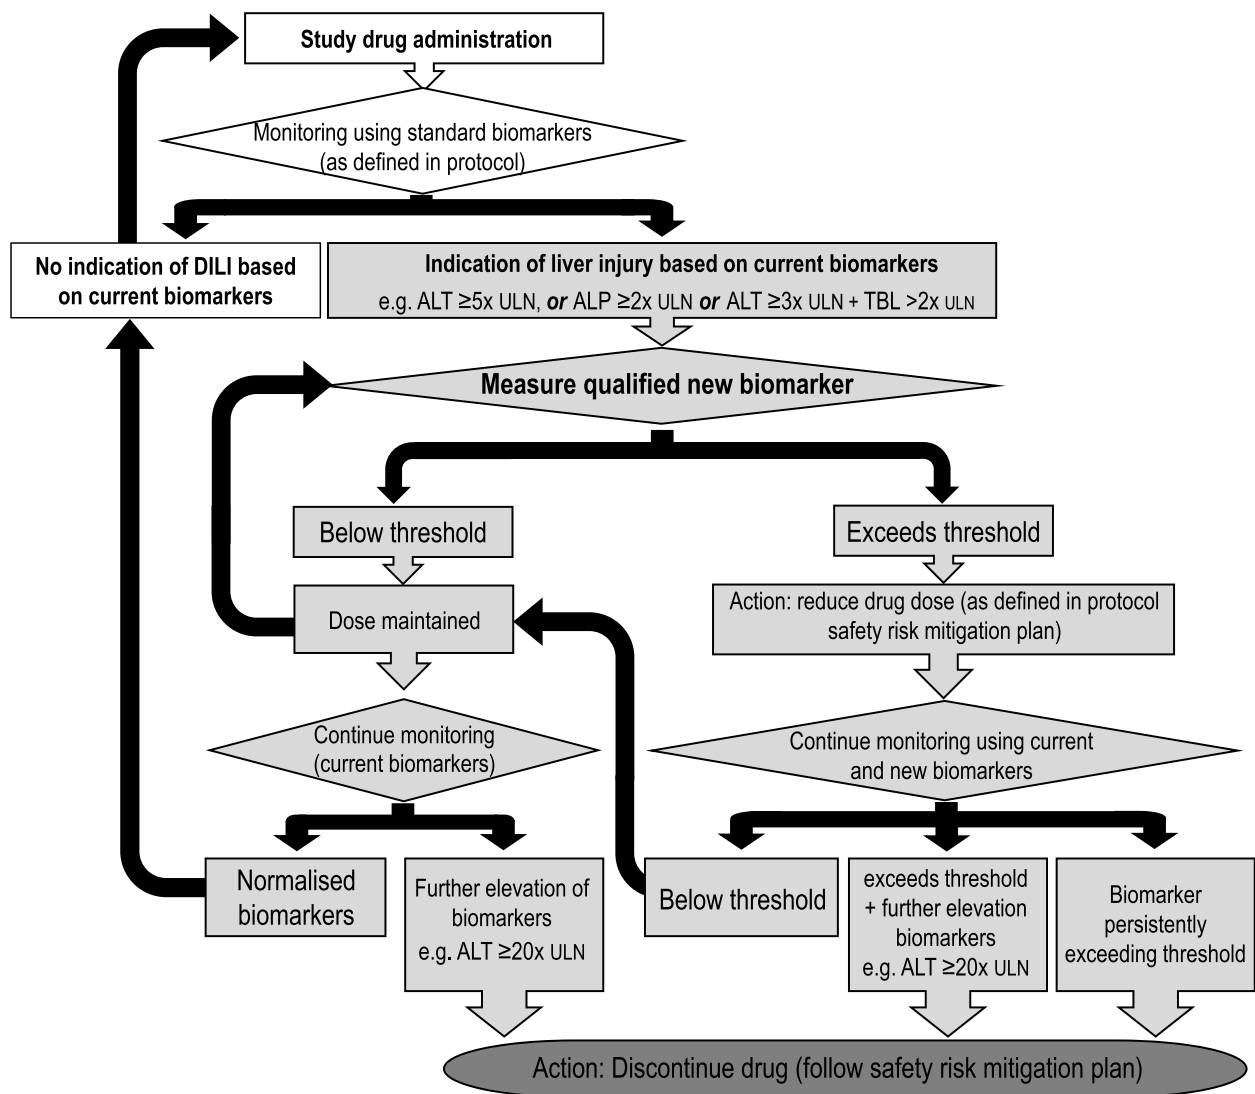 Study drug administration
Monitoring using standard biomarkers
(as defined in protocol)
No indication of DILI based
on current biomarkers
Indication of liver injury based on current biomarkers
e.g. ALT ≥5x ULN, or ALP ≥2x ULN or ALT ≥3x ULN + TBL >2x ULN
Measure qualified new biomarker
Below threshold
Exceeds threshold
Dose maintained
Action: reduce drug dose (as defined in protocol
safety risk mitigation plan)
Continue monitoring
(current biomarkers)
Continue monitoring using current
and new biomarkers
Normalised
biomarkers
Further elevation of
biomarkers
e.g. ALT ≥20x ULN
Below threshold
exceeds threshold
+ further elevation
biomarkers
e.g. ALT ≥20x ULN
Biomarker
persistently
exceeding threshold
Action: Discontinue drug (follow safety risk mitigation plan)